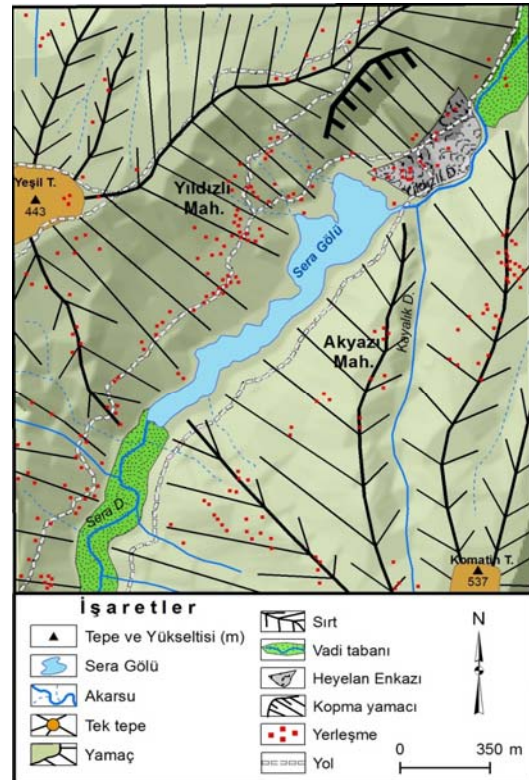 Yeşil T.
443
Yıldızlı
Mah.
Sera Gölü
Akyazı
Mah.
Kayalık D.
Sera D.
Komatin T.
537
İşaretler
Tepe ve Yükseltisi (m)
Sera Gölü
Akarsu
Tek tepe
Yamaç
Sırt
Vadi tabanı
Heyelan Enkazı
Kopma yamacı
Yerleşme
Yol
N
0 350 m